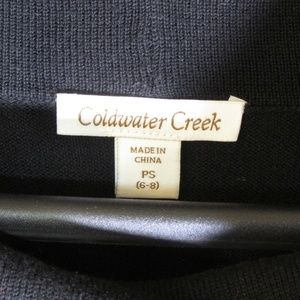 Coldwater Creek
MADE IN
CHINA
PS
(6-8)